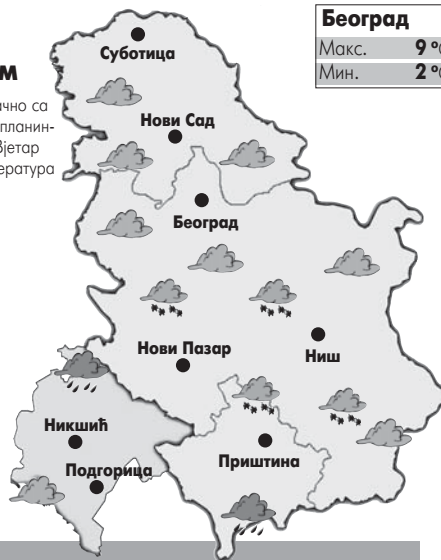 Београд
Макс. 9 °
Мин. 2 °
м
чно са
планин-
вјетар
ература
Суботица
Нови Сад
Београд
Нови Пазар
Ниш
Никшић
Подгорица
Приштина